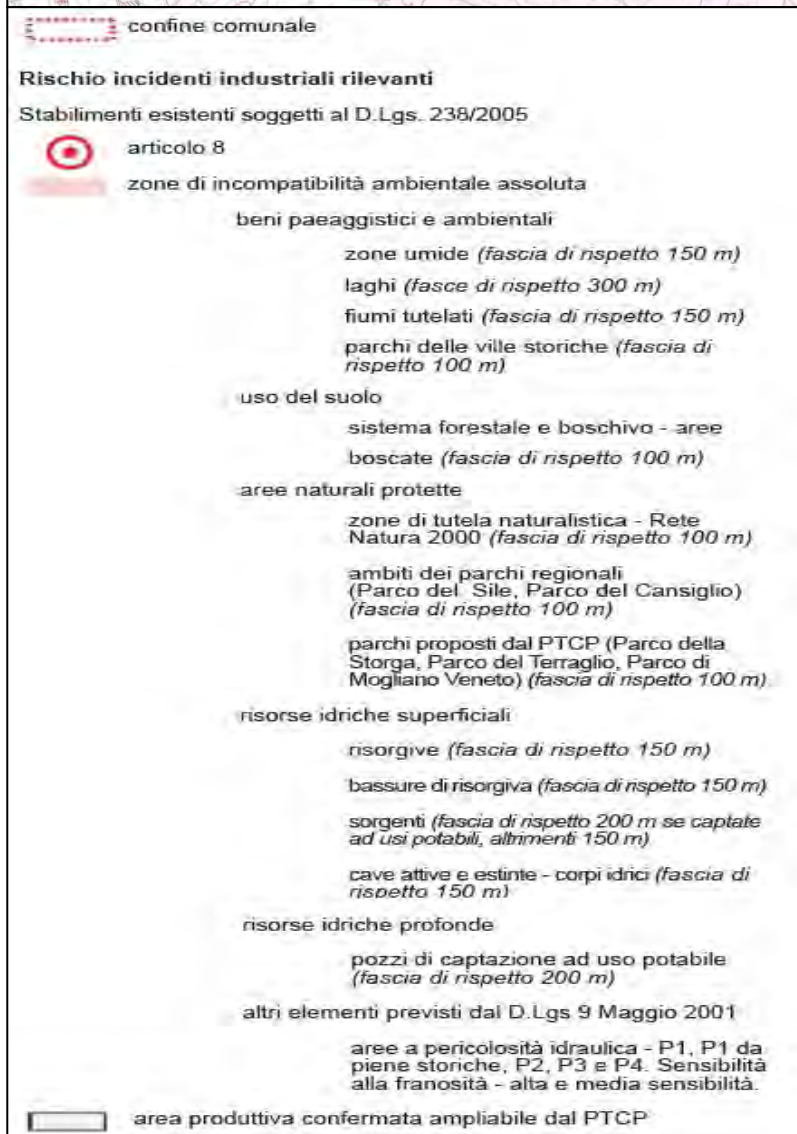 confine comunale
Rischio incidenti industriali rilevanti
Stabilimenti esistenti soggetti al D.Lgs. 238/2005
articolo 8
zone di incompatibilità ambientale assoluta
beni paeaggistici e ambientali
zone umide (fascia di rispetto 150 m)
laghi (fasce di rispetto 300 m)
fiumi tutelati (fascia di rispetto 150 m)
parchi delle ville storiche (fascia di
rispetto 100 m)
uso del suolo
sistema forestale e boschivo - aree
boscate (fascia di rispetto 100 m)
aree naturali protette
zone di tutela naturalistica - Rete
Natura 2000 (fascia di rispetto 100 m)
ambiti dei parchi regionali
(Parco del Sile, Parco del Cansiglio)
(fascia di rispetto 100 m)
parchi proposti dal PTCP (Parco della
Storga, Parco del Terraglio, Parco di
Mogliano Veneto) (fascia di rispetto 100 m)
risorse idriche superficiali
risorgive (fascia di rispetto 150 m)
bassure di risorgiva (fascia di rispetto 150 m)
sorgenti (fascia di rispetto 200 m se captate
ad usi potabili, altrimenti 150 m)
cave attive e estinte - corpi idrici (fascia di
rispetto 150 m)
risorse idriche profonde
pozzi di captazione ad uso potabile
(fascia di rispetto 200 m)
altri elementi previsti dal D.Lgs 9 Maggio 2001
aree a pericolosità idraulica - P1, P1 da
piene storiche, P2, P3 e P4. Sensibilità
alla franosità - alta e media sensibilità.
area produttiva confermata ampliabile dal PTCP